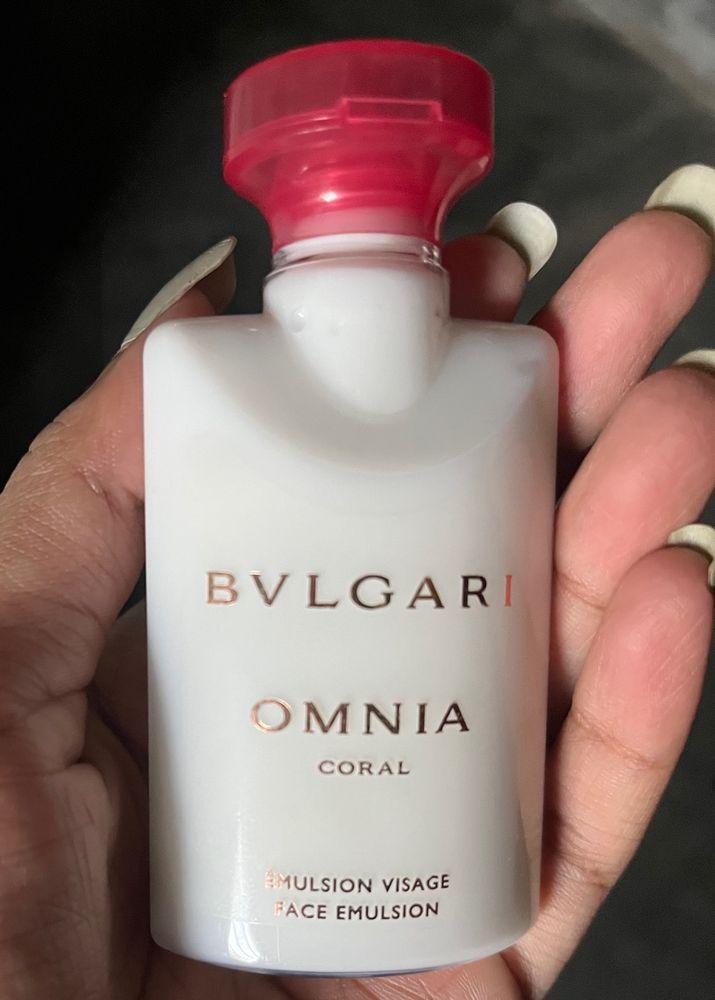 BVLGARI
OMNIA
CORAL
ÉMULSION VISAGE
FACE EMULSION